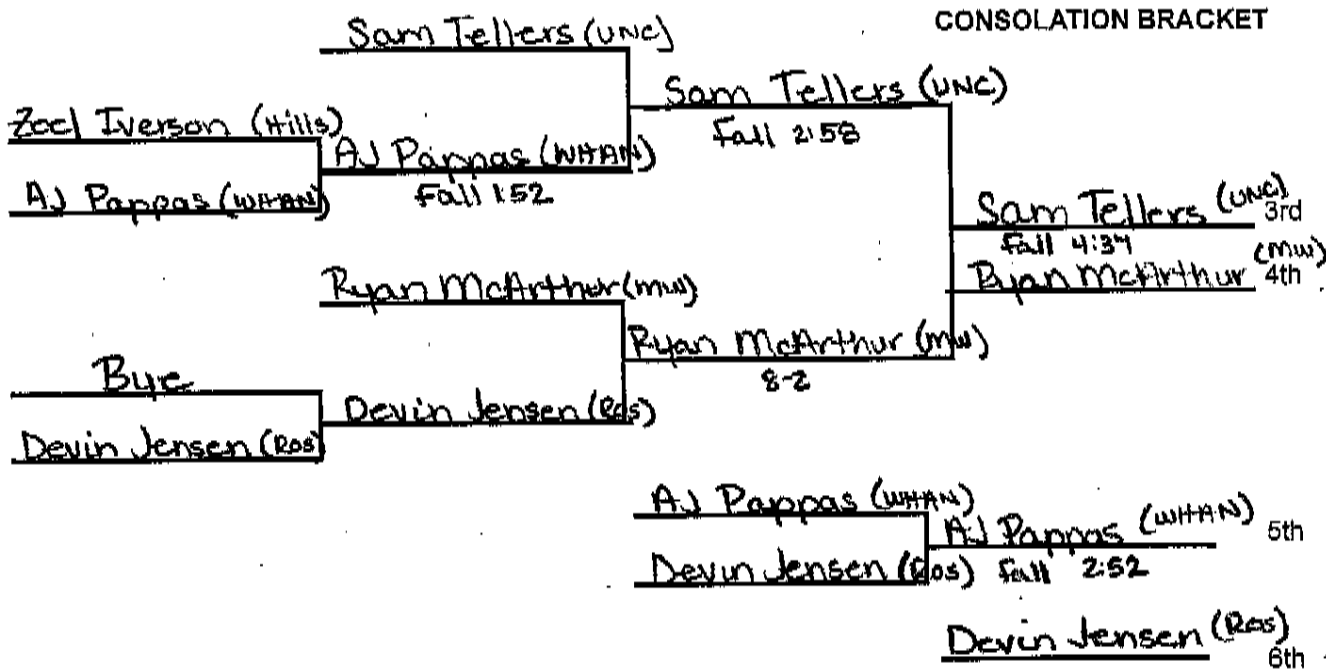 CONSOLATION BRACKET
Sam Tellers (UNC)
Sam Tellers (UNC)
Fall 2:58
Zoel Iverson (Hills)
AJ Pappas (WHAN)
Fall 1:52
AJ Pappas (WHAN)
Sam Tellers (UNC) 3rd
Fall 4:34
Ryan McArthur (MW) 4th
Ryan McArthur (MW)
Ryan McArthur (MW)
8-2
Bye
Devin Jensen (Ros)
Devin Jensen (Ros)
AJ Pappas (WHAN)
AJ Pappas (WHAN) 5th
Devin Jensen (Ros)
Fall 2:52
Devin Jensen (Ros)
6th